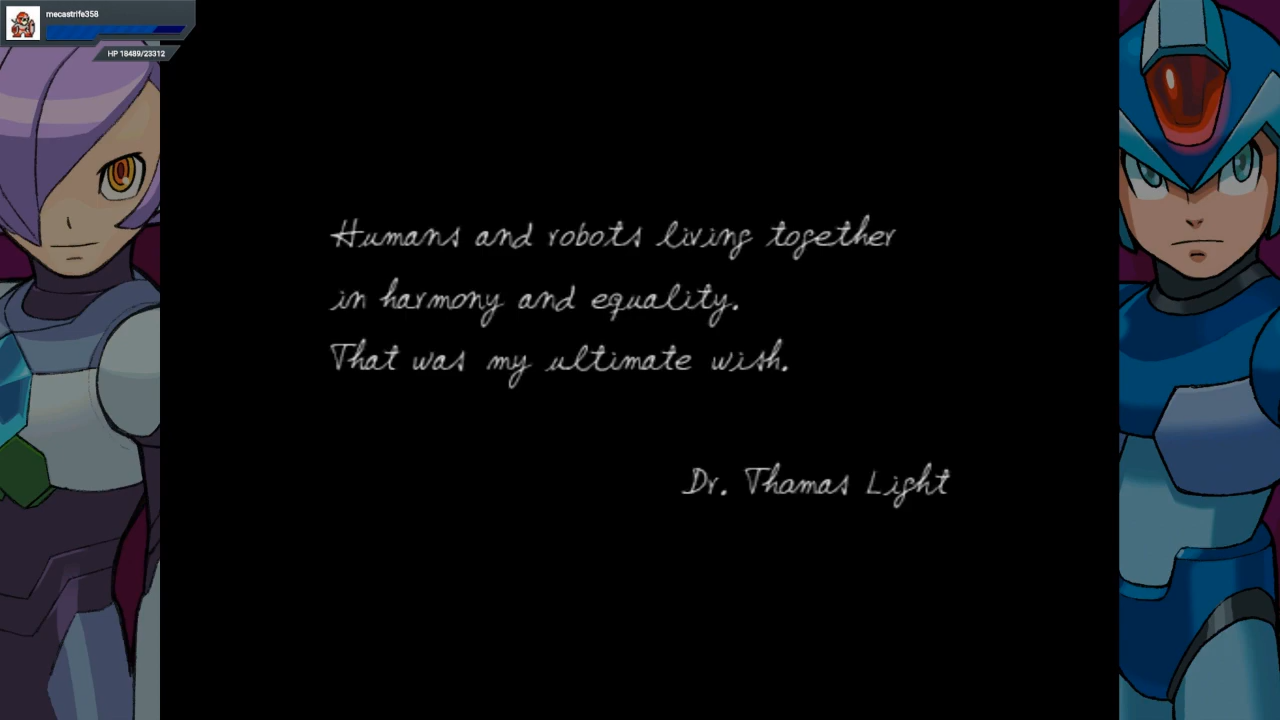 mecastrife358
HP 18489/23312
Humans and robots living together
in harmony and equality.
That was my ultimate wish.
Dr. Thamas Light